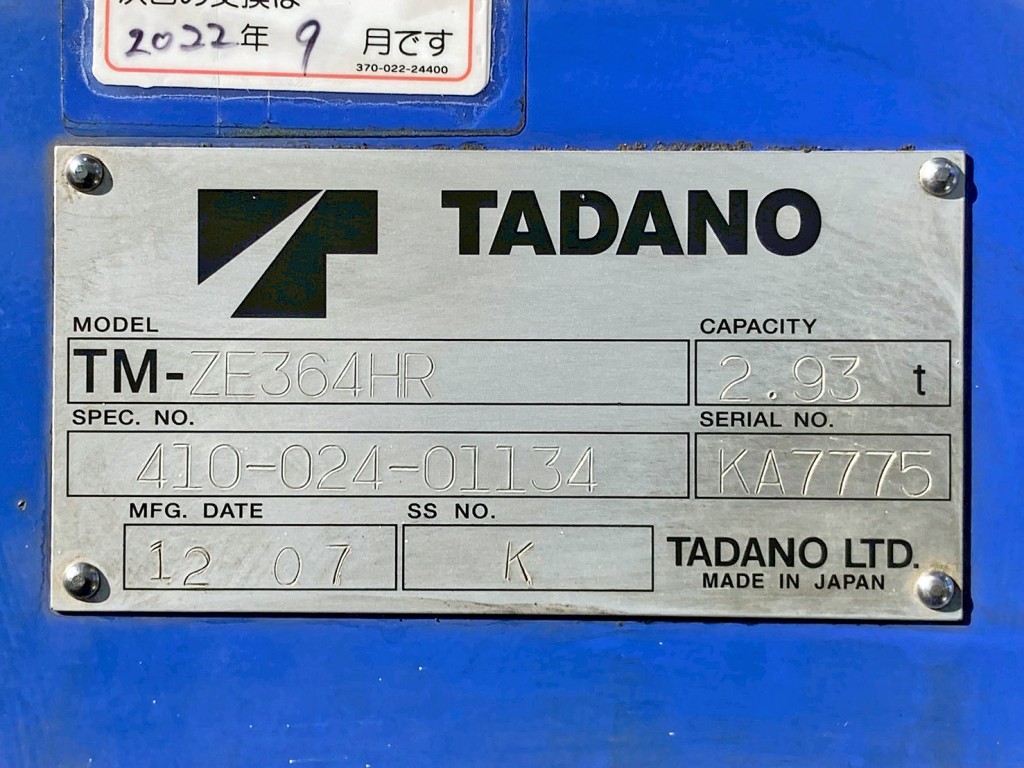 2022年 9 月です
370-022-24400
TADANO
MODEL
CAPACITY
TM-ZE364HR
2.93 t
SPEC. NO.
SERIAL NO.
410-024-01134
KA7775
MFG. DATE
SS NO.
12 07
K
TADANO LTD.
MADE IN JAPAN